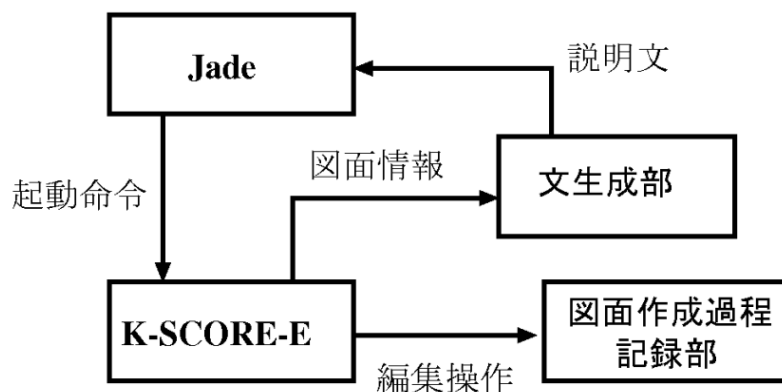 Jade
説明文
起動命令
図面情報
文生成部
K-SCORE-E
図面作成過程
記録部
編集操作